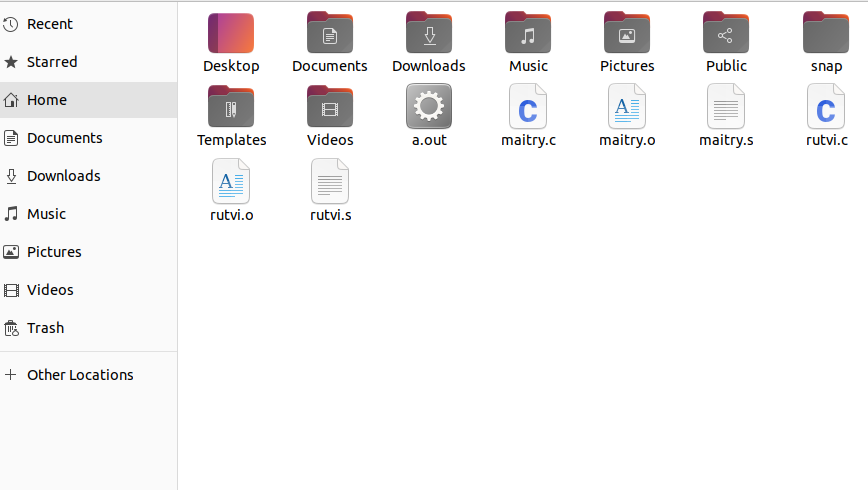 Recent
Starred
Home
Documents
Downloads
Music
Pictures
Videos
Trash
Other Locations
Desktop Documents Downloads Music Pictures Public snap
Templates Videos a.out maitry.c maitry.o maitry.s rutvi.c
rutvi.o rutvi.s